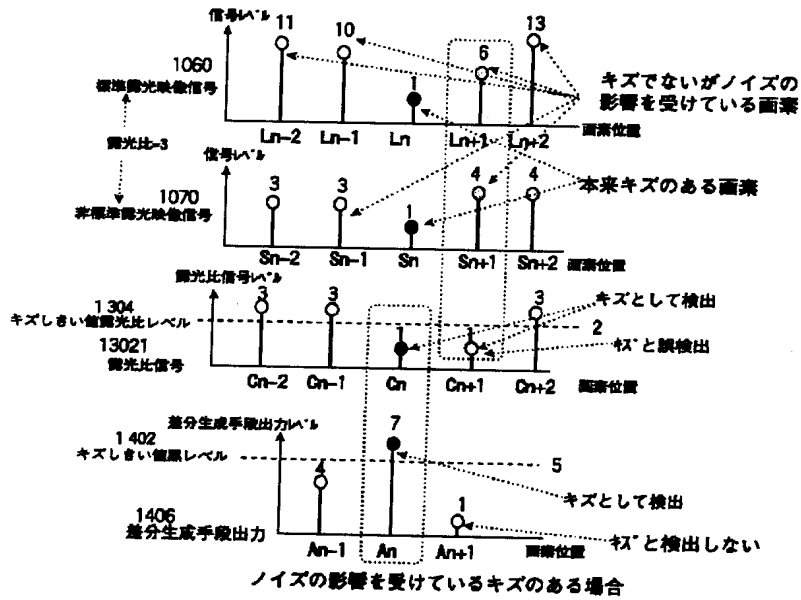 信号ﾚﾍﾞﾙ
11
10
1
6
13
1060
標準露光映像信号
キズでないがノイズの
影響を受けている画素
Ln-2
Ln-1
Ln
Ln+1
Ln+2
画素位置
露光比=3
信号ﾚﾍﾞﾙ
3
3
1
4
4
本来キズのある画素
1070
非標準露光映像信号
Sn-2
Sn-1
Sn
Sn+1
Sn+2
画素位置
露光比信号ﾚﾍﾞﾙ
3
3
1
1
3
キズとして検出
1304
キズしきい値露光比レベル
2
ｷｽﾞと誤検出
13021
露光比信号
Cn-2
Cn-1
Cn
Cn+1
Cn+2
画素位置
差分生成手段出力ﾚﾍﾞﾙ
7
1402
キズしきい値黒レベル
5
4
キズとして検出
1
1406
差分生成手段出力
ｷｽﾞと検出しない
An-1
An
An+1
画素位置
ノイズの影響を受けているキズのある場合